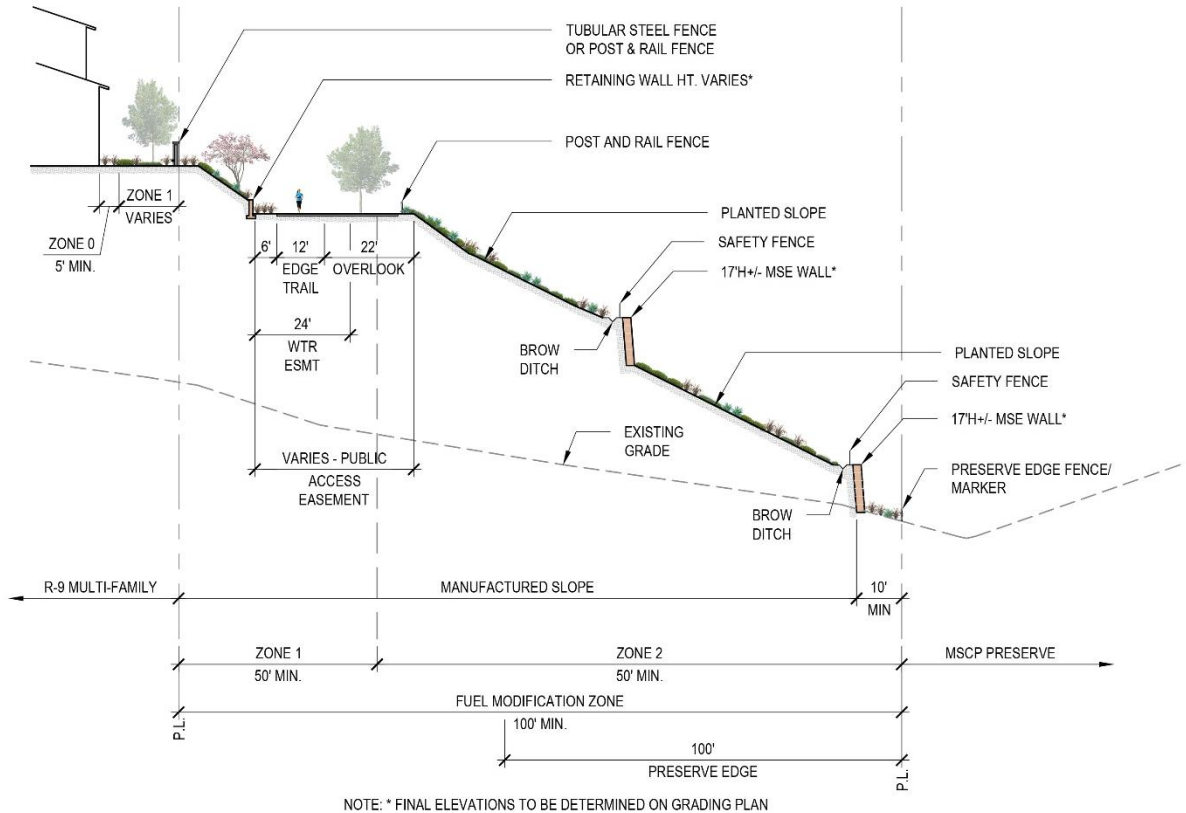 TUBULAR STEEL FENCE
OR POST & RAIL FENCE
RETAINING WALL HT. VARIES*
POST AND RAIL FENCE
PLANTED SLOPE
SAFETY FENCE
17'H+/- MSE WALL*
ZONE 1
VARIES
ZONE 0
5' MIN.
6'
12'
22'
EDGE
TRAIL
OVERLOOK
24'
WTR
ESMT
BROW
DITCH
PLANTED SLOPE
SAFETY FENCE
17'H+/- MSE WALL*
EXISTING
GRADE
VARIES - PUBLIC
ACCESS
EASEMENT
PRESERVE EDGE FENCE/
MARKER
BROW
DITCH
R-9 MULTI-FAMILY
MANUFACTURED SLOPE
10'
MIN
ZONE 1
50' MIN.
ZONE 2
50' MIN.
MSCP PRESERVE
FUEL MODIFICATION ZONE
100' MIN.
P.L.
100'
PRESERVE EDGE
P.L.
NOTE: * FINAL ELEVATIONS TO BE DETERMINED ON GRADING PLAN